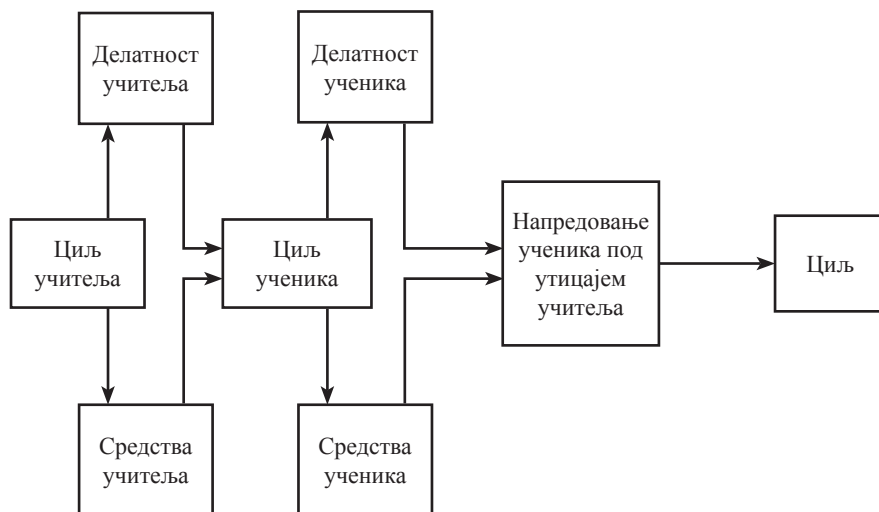 Делатност
учитеља
Делатност
ученика
Циљ
учитеља
Циљ
ученика
Напредовање
ученика под
утицајем
учитеља
Циљ
Средства
учитеља
Средства
ученика